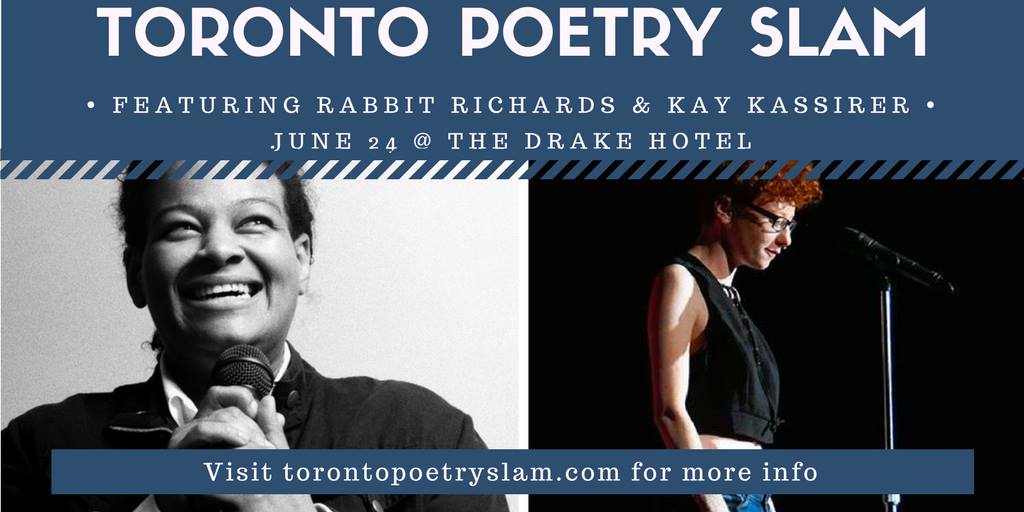 TORONTO POETRY SLAM
• FEATURING RABBIT RICHARDS & KAY KASSIRER •
JUNE 24 @ THE DRAKE HOTEL
Visit torontopoetryslam.com for more info